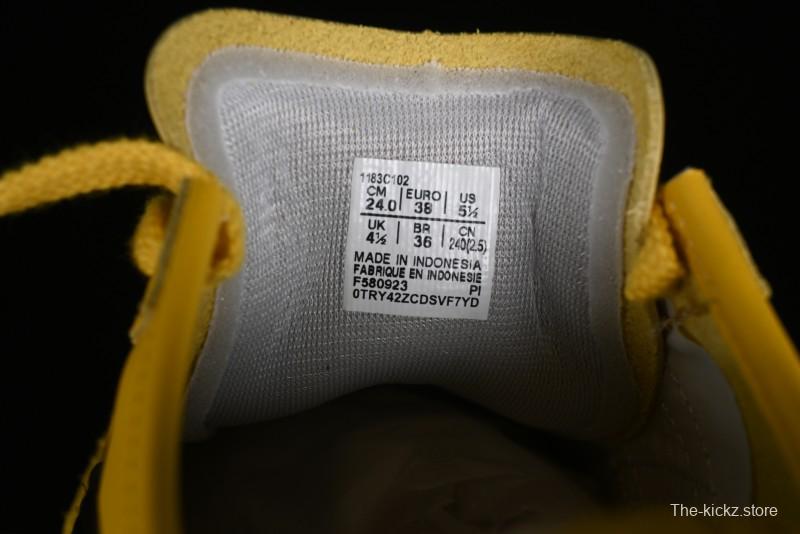 1183C102
CM EURO US
24.0 38 5½
UK BR CN
4½ 36 240(2.5)
MADE IN INDONESIA
FABRIQUE EN INDONESIE
F580923 PI
0TRY42ZCDSVF7YD
The-kickz.store